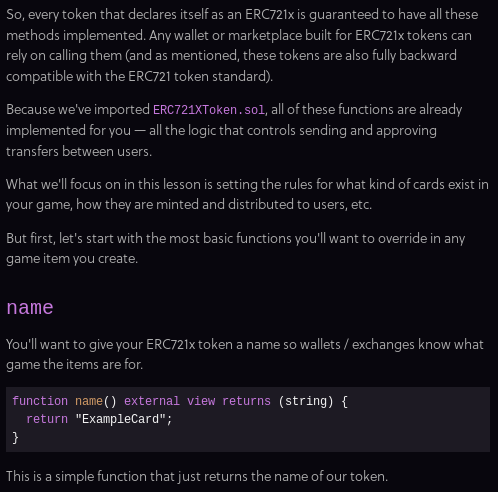 So, every token that declares itself as an ERC721x is guaranteed to have all these
methods implemented. Any wallet or marketplace built for ERC721x tokens can
rely on calling them (and as mentioned, these tokens are also fully backward
compatible with the ERC721 token standard).
Because we've imported ERC721XToken.sol, all of these functions are already
implemented for you — all the logic that controls sending and approving
transfers between users.
What we'll focus on in this lesson is setting the rules for what kind of cards exist in
your game, how they are minted and distributed to users, etc.
But first, let's start with the most basic functions you'll want to override in any
game item you create.
name
You'll want to give your ERC721x token a name so wallets / exchanges know what
game the items are for.
function name() external view returns (string) {
  return "ExampleCard";
}
This is a simple function that just returns the name of our token.